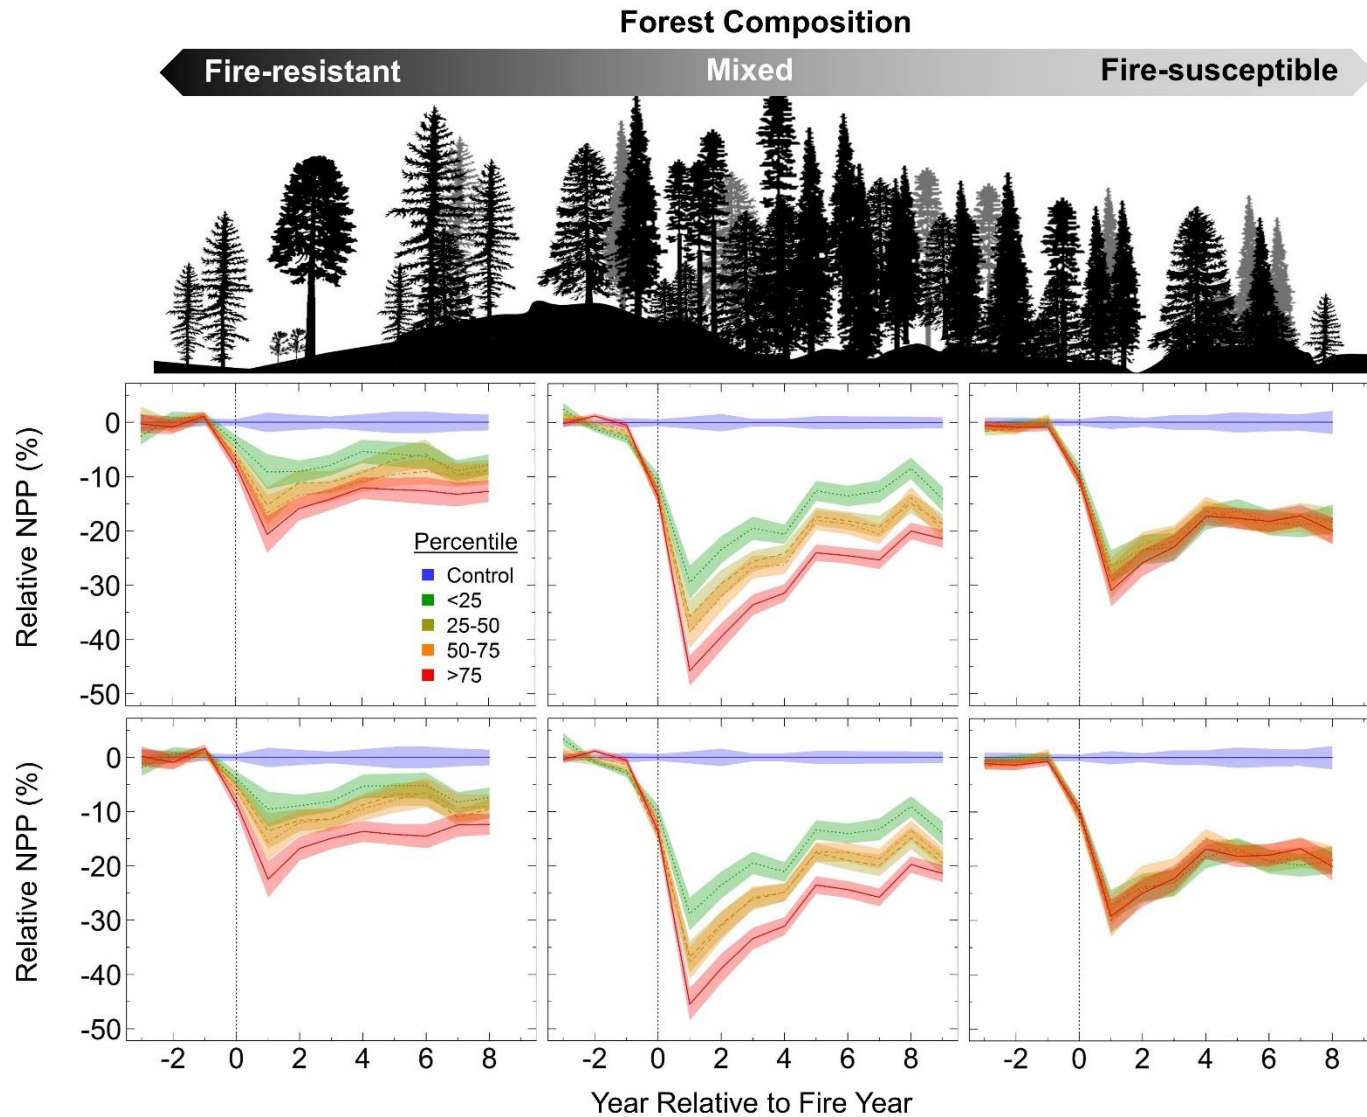 Forest Composition
Fire-resistant Mixed Fire-susceptible
Relative NPP (%)
0
-10
-20
-30
-40
-50
Percentile
Control
<25
25-50
50-75
>75
Relative NPP (%)
0
-10
-20
-30
-40
-50
-2 0 2 4 6 8 -2 0 2 4 6 8 -2 0 2 4 6 8
Year Relative to Fire Year